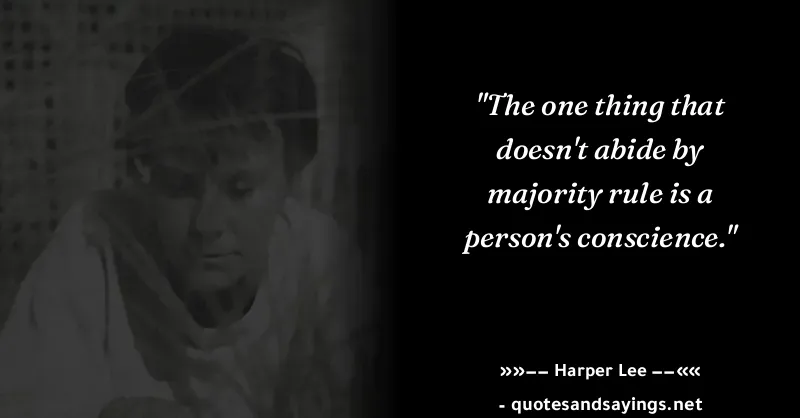 "The one thing that
doesn't abide by
majority rule is a
person's conscience."
»»–– Harper Lee ––««
- quotesandsayings.net